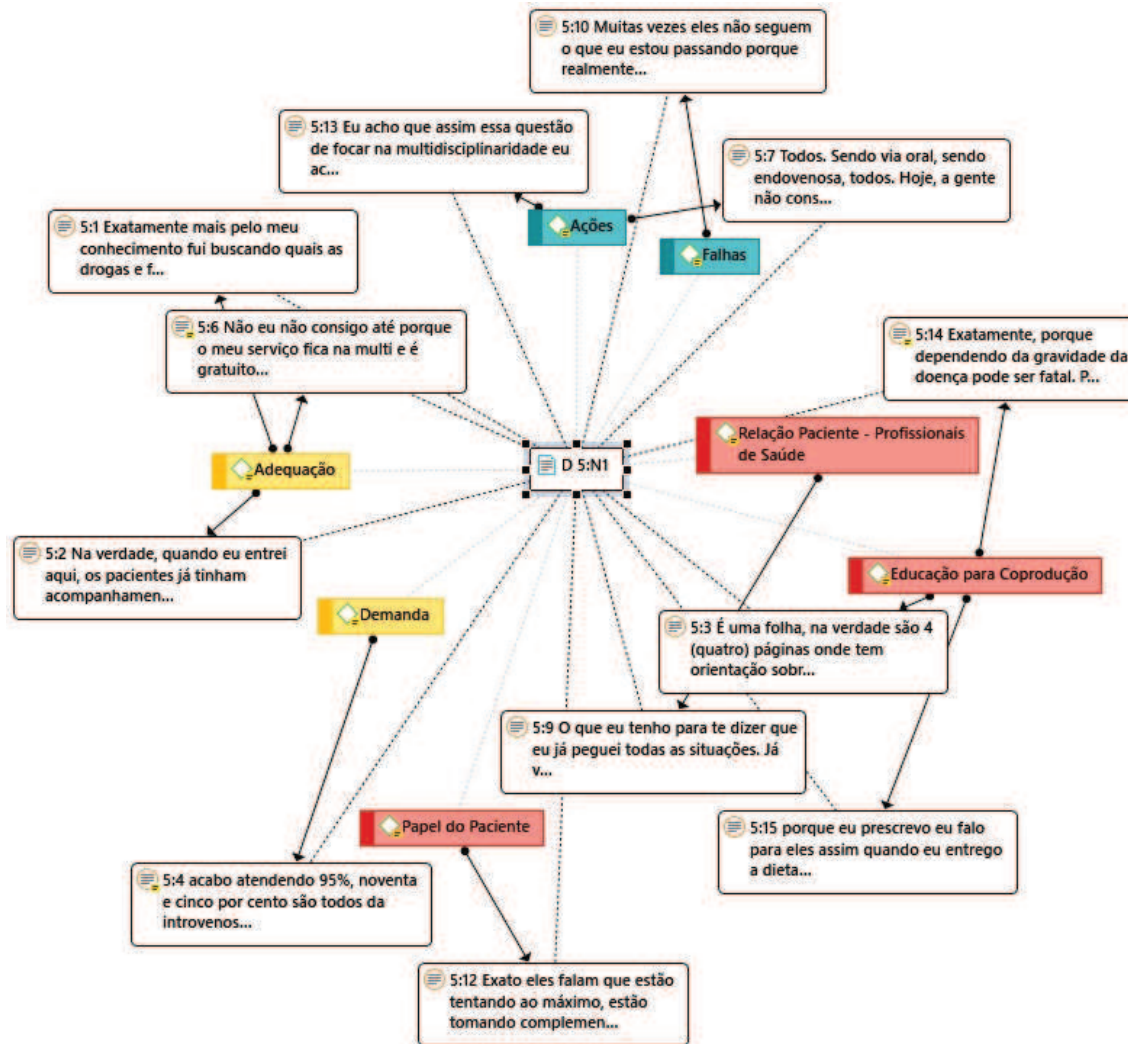 5:10 Muitas vezes eles não seguem
o que eu estou passando porque
realmente...
5:13 Eu acho que assim essa questão
de focar na multidisciplinaridade eu
ac...
5:7 Todos. Sendo via oral, sendo
endovenosa, todos. Hoje, a gente
não cons...
Ações
Falhas
5:1 Exatamente mais pelo meu
conhecimento fui buscando quais as
drogas e f...
5:6 Não eu não consigo até porque
o meu serviço fica na multi e é
gratuito...
5:14 Exatamente, porque
dependendo da gravidade da
doença pode ser fatal. P...
Relação Paciente - Profissionais
de Saúde
Adequação
D 5:N1
5:2 Na verdade, quando eu entrei
aqui, os pacientes já tinham
acompanhamen...
Educação para Coprodução
Demanda
5:3 É uma folha, na verdade são 4
(quatro) páginas onde tem
orientação sobr...
5:9 O que eu tenho para te dizer que
eu já peguei todas as situações. Já
v...
Papel do Paciente
5:15 porque eu prescrevo eu falo
para eles assim quando eu entrego
a dieta...
5:4 acabo atendendo 95%, noventa
e cinco por cento são todos da
introvenos...
5:12 Exato eles falam que estão
tentando ao máximo, estão
tomando complemen...